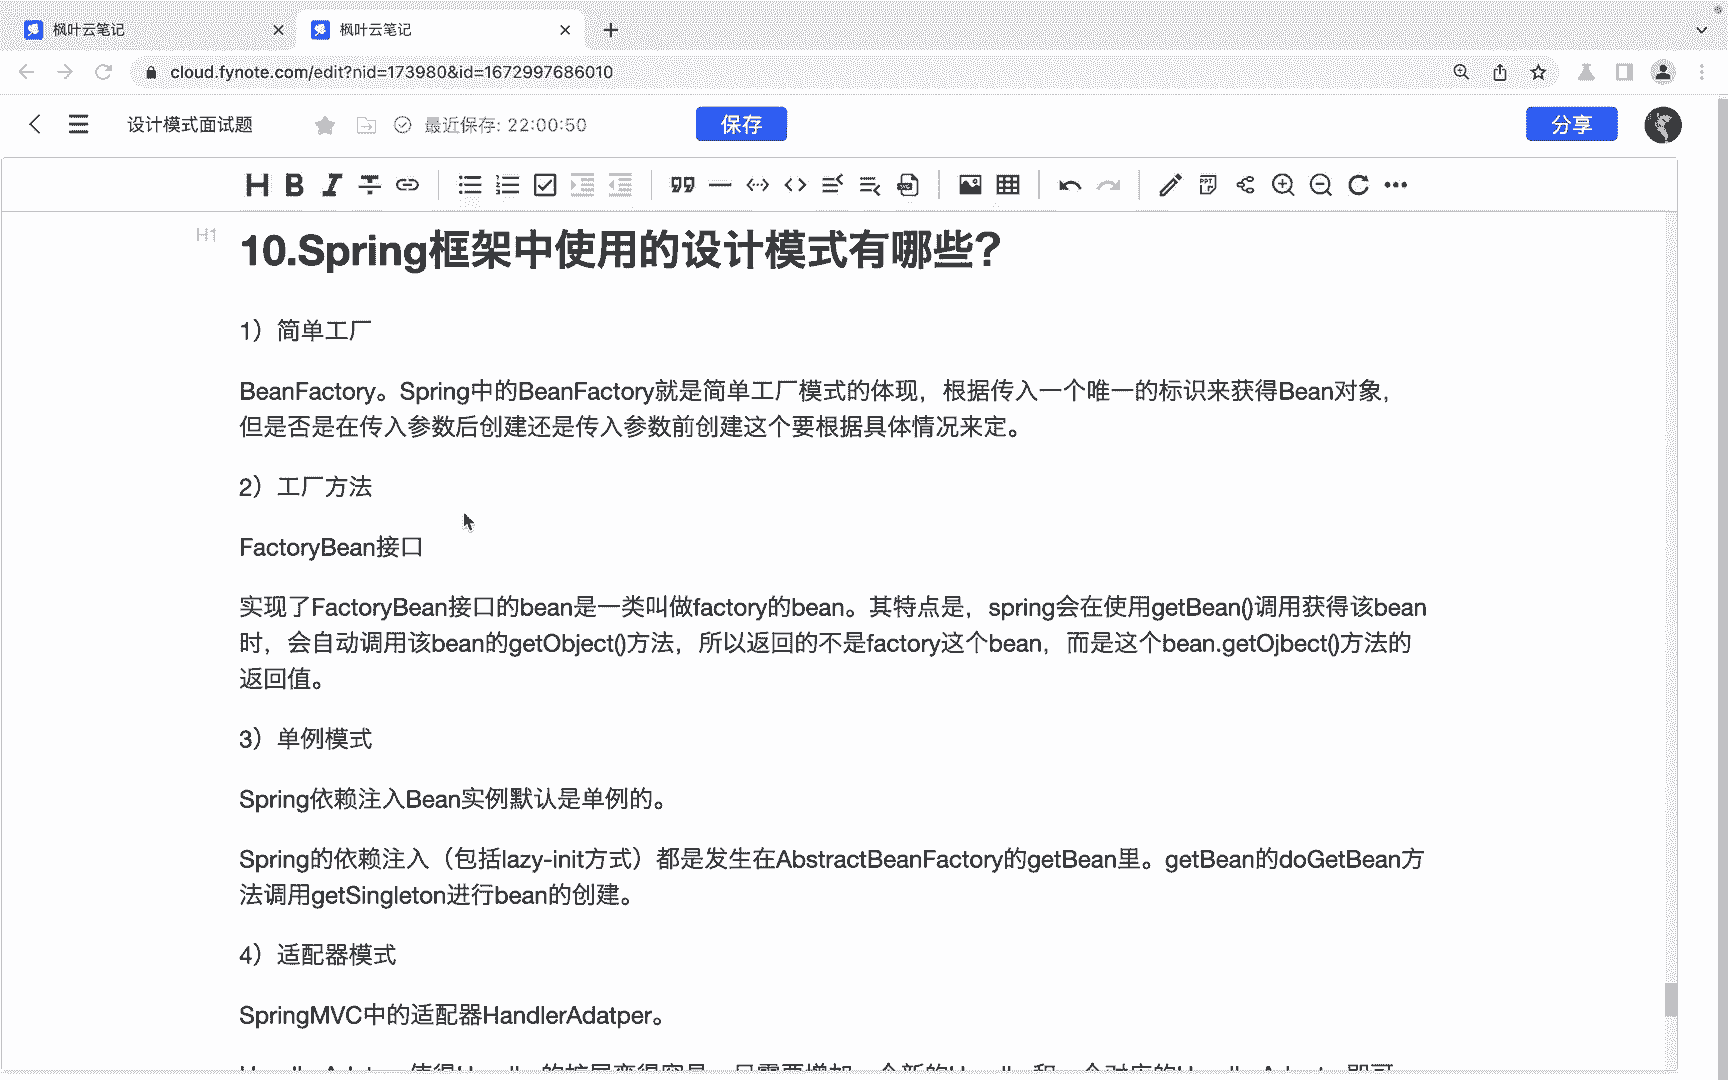 枫叶云笔记
枫叶云笔记
cloud.fynote.com/edit?nid=173980&id=1672997686010
设计模式面试题
最近保存: 22:00:50
保存
分享
H1
10.Spring框架中使用的设计模式有哪些?
1）简单工厂
BeanFactory。Spring中的BeanFactory就是简单工厂模式的体现，根据传入一个唯一的标识来获得Bean对象，
但是否是在传入参数后创建还是传入参数前创建这个要根据具体情况来定。
2）工厂方法
FactoryBean接口
实现了FactoryBean接口的bean是一类叫做factory的bean。其特点是，spring会在使用getBean()调用获得该bean
时，会自动调用该bean的getObject()方法，所以返回的不是factory这个bean，而是这个bean.getOjbect()方法的
返回值。
3）单例模式
Spring依赖注入Bean实例默认是单例的。
Spring的依赖注入（包括lazy-init方式）都是发生在AbstractBeanFactory的getBean里。getBean的doGetBean方
法调用getSingleton进行bean的创建。
4）适配器模式
SpringMVC中的适配器HandlerAdatper。